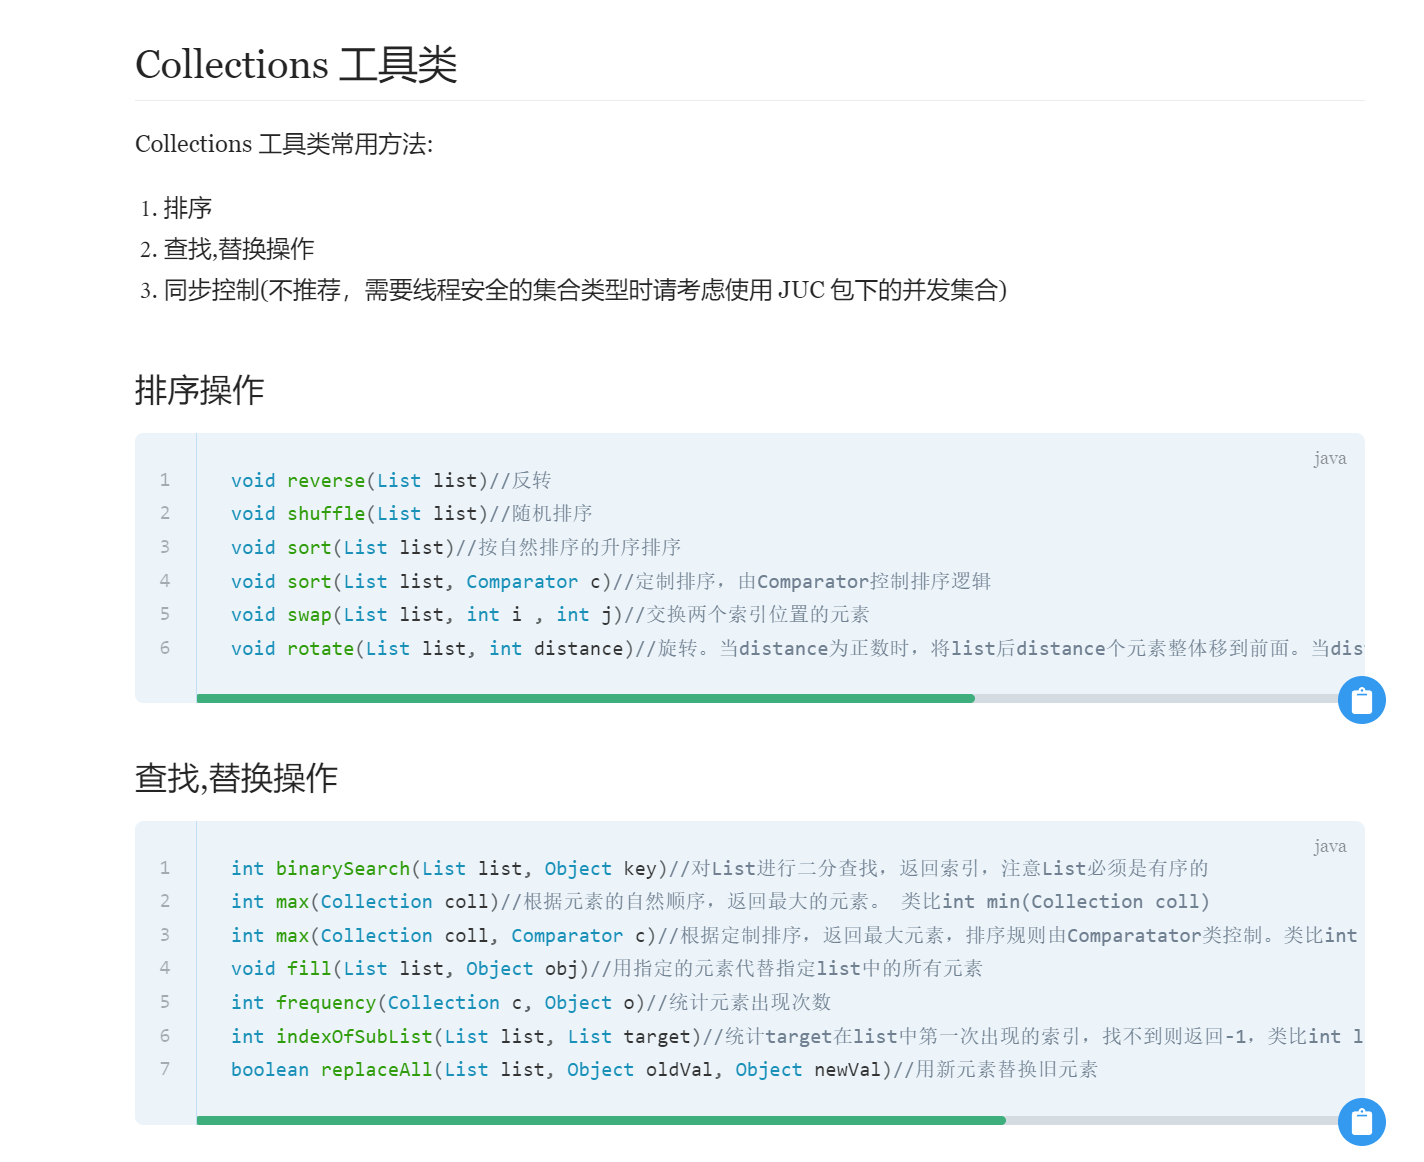 Collections 工具类
Collections 工具类常用方法:
1. 排序
2. 查找,替换操作
3. 同步控制(不推荐，需要线程安全的集合类型时请考虑使用 JUC 包下的并发集合)
排序操作
java
1 void reverse(List list)//反转
2 void shuffle(List list)//随机排序
3 void sort(List list)//按自然排序的升序排序
4 void sort(List list, Comparator c)//定制排序，由Comparator控制排序逻辑
5 void swap(List list, int i , int j)//交换两个索引位置的元素
6 void rotate(List list, int distance)//旋转。当distance为正数时，将list后distance个元素整体移到前面。当dis
查找,替换操作
java
1 int binarySearch(List list, Object key)//对List进行二分查找，返回索引，注意List必须是有序的
2 int max(Collection coll)//根据元素的自然顺序，返回最大的元素。 类比int min(Collection coll)
3 int max(Collection coll, Comparator c)//根据定制排序，返回最大元素，排序规则由Comparatator类控制。类比int
4 void fill(List list, Object obj)//用指定的元素代替指定list中的所有元素
5 int frequency(Collection c, Object o)//统计元素出现次数
6 int indexOfSubList(List list, List target)//统计target在list中第一次出现的索引，找不到则返回-1，类比int l
7 boolean replaceAll(List list, Object oldVal, Object newVal)//用新元素替换旧元素